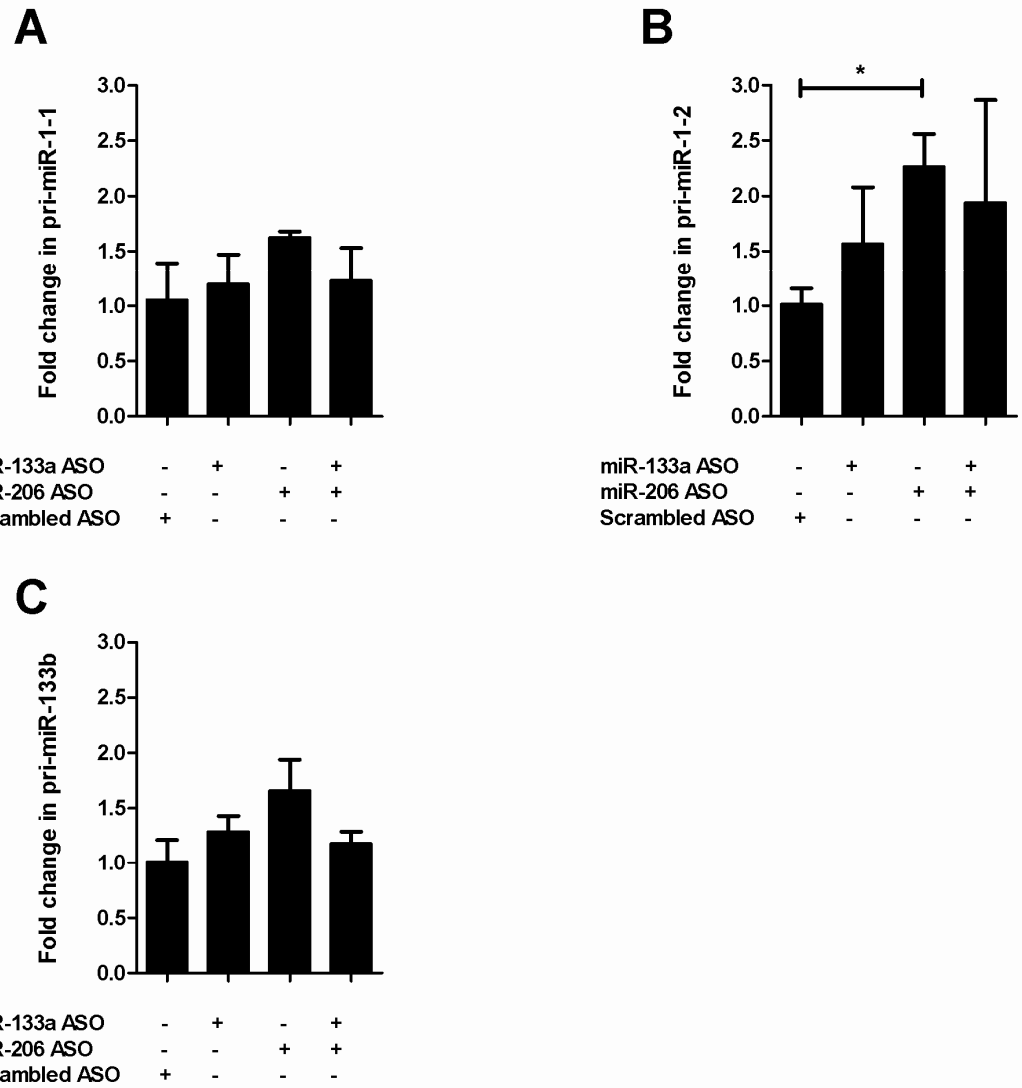 A
Fold change in pri-miR-1-1
3.0
2.5
2.0
1.5
1.0
0.5
0.0
R-133a ASO - + - +
R-206 ASO - - + +
ambled ASO + - - -
B
Fold change in pri-miR-1-2
*
3.0
2.5
2.0
1.5
1.0
0.5
0.0
miR-133a ASO - + - +
miR-206 ASO - - + +
Scrambled ASO + - - -
C
Fold change in pri-miR-133b
3.0
2.5
2.0
1.5
1.0
0.5
0.0
R-133a ASO - + - +
R-206 ASO - - + +
ambled ASO + - - -